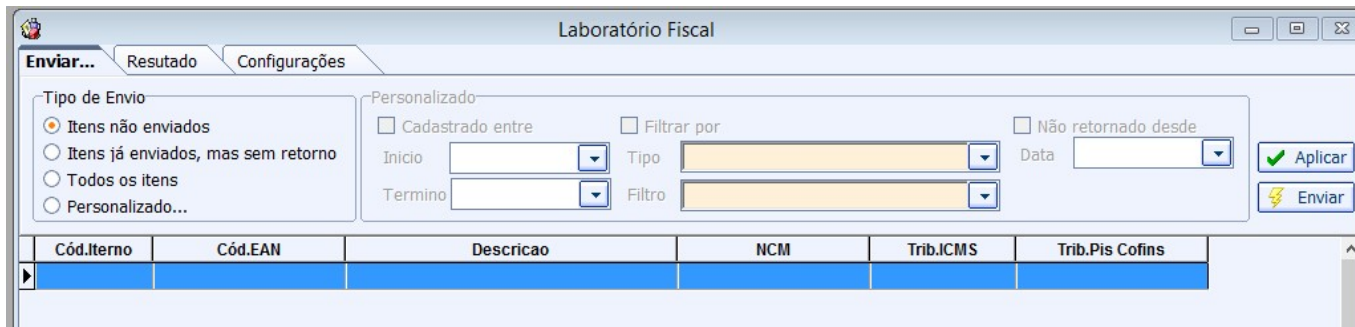 Laboratório Fiscal
Enviar... Resutado Configurações
Tipo de Envio
Itens não enviados
Itens já enviados, mas sem retorno
Todos os itens
Personalizado...
Personalizado
Cadastrado entre Filtrar por Não retornado desde
Inicio Tipo Data
Termino Filtro
Aplicar
Enviar
Cód.Iterno Cód.EAN Descricao NCM Trib.ICMS Trib.Pis Cofins